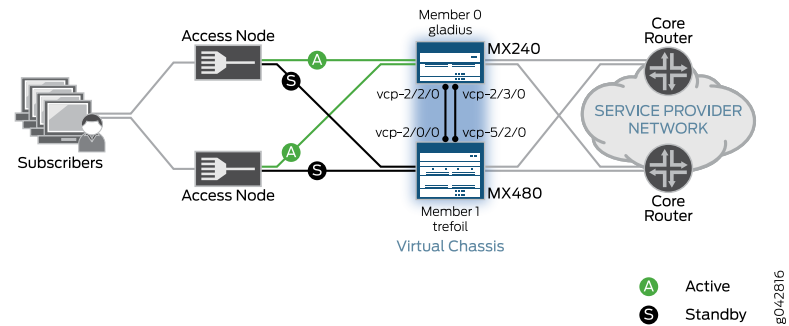 Member 0
gladius
Access Node
MX240
Core
Router
A
S
vcp-2/2/0
vcp-2/3/0
SERVICE PROVIDER
NETWORK
vcp-2/0/0
vcp-5/2/0
Subscribers
A
S
Access Node
MX480
Core
Router
Member 1
trefoil
Virtual Chassis
A Active
S Standby
g042816